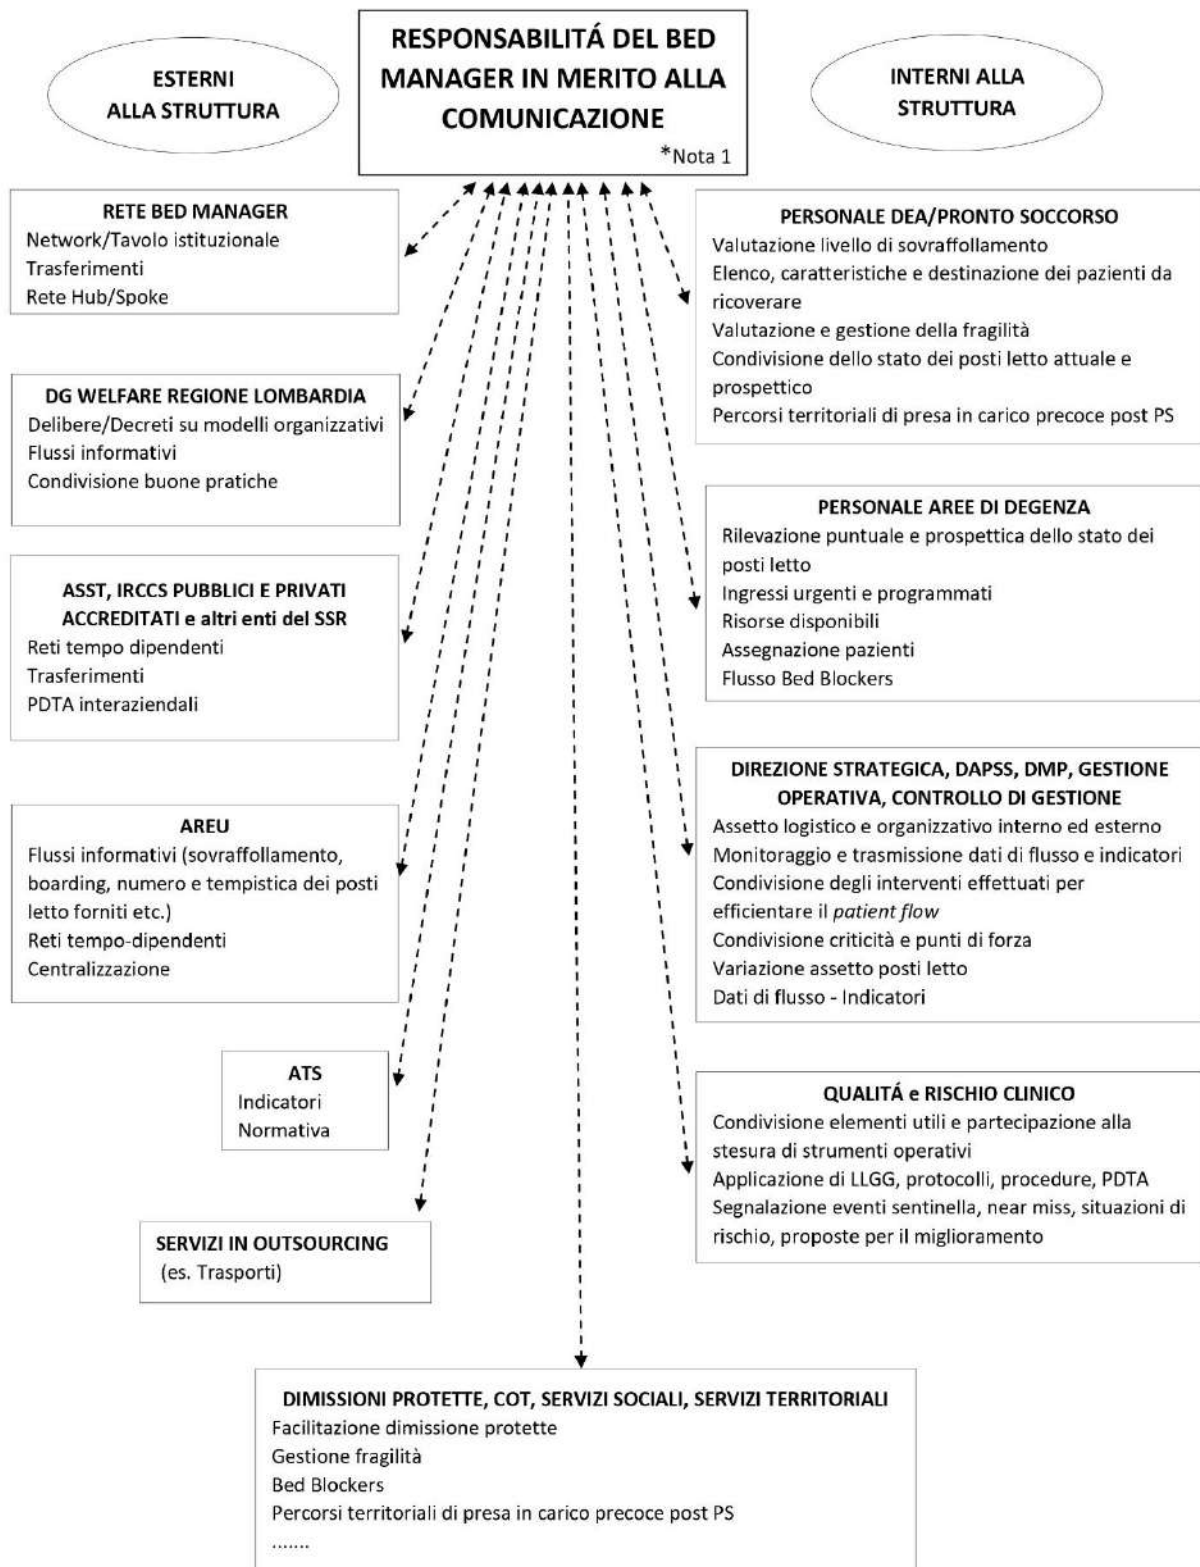 RESPONSABILITÁ DEL BED
MANAGER IN MERITO ALLA
COMUNICAZIONE
*Nota 1
ESTERNI
ALLA STRUTTURA
INTERNI ALLA
STRUTTURA
RETE BED MANAGER
Network/Tavolo istituzionale
Trasferimenti
Rete Hub/Spoke
DG WELFARE REGIONE LOMBARDIA
Delibere/Decreti su modelli organizzativi
Flussi informativi
Condivisione buone pratiche
ASST, IRCCS PUBBLICI E PRIVATI
ACCREDITATI e altri enti del SSR
Reti tempo dipendenti
Trasferimenti
PDTA interaziendali
AREU
Flussi informativi (sovraffollamento,
boarding, numero e tempistica dei posti
letto forniti etc.)
Reti tempo-dipendenti
Centralizzazione
ATS
Indicatori
Normativa
SERVIZI IN OUTSOURCING
(es. Trasporti)
PERSONALE DEA/PRONTO SOCCORSO
Valutazione livello di sovraffollamento
Elenco, caratteristiche e destinazione dei pazienti da
ricoverare
Valutazione e gestione della fragilità
Condivisione dello stato dei posti letto attuale e
prospettico
Percorsi territoriali di presa in carico precoce post PS
PERSONALE AREE DI DEGENZA
Rilevazione puntuale e prospettica dello stato dei
posti letto
Ingressi urgenti e programmati
Risorse disponibili
Assegnazione pazienti
Flusso Bed Blockers
DIREZIONE STRATEGICA, DAPSS, DMP, GESTIONE
OPERATIVA, CONTROLLO DI GESTIONE
Assetto logistico e organizzativo interno ed esterno
Monitoraggio e trasmissione dati di flusso e indicatori
Condivisione degli interventi effettuati per
efficientare il patient flow
Condivisione criticità e punti di forza
Variazione assetto posti letto
Dati di flusso - Indicatori
QUALITÁ e RISCHIO CLINICO
Condivisione elementi utili e partecipazione alla
stesura di strumenti operativi
Applicazione di LLGG, protocolli, procedure, PDTA
Segnalazione eventi sentinella, near miss, situazioni di
rischio, proposte per il miglioramento
DIMISSIONI PROTETTE, COT, SERVIZI SOCIALI, SERVIZI TERRITORIALI
Facilitazione dimissione protette
Gestione fragilità
Bed Blockers
Percorsi territoriali di presa in carico precoce post PS
.......